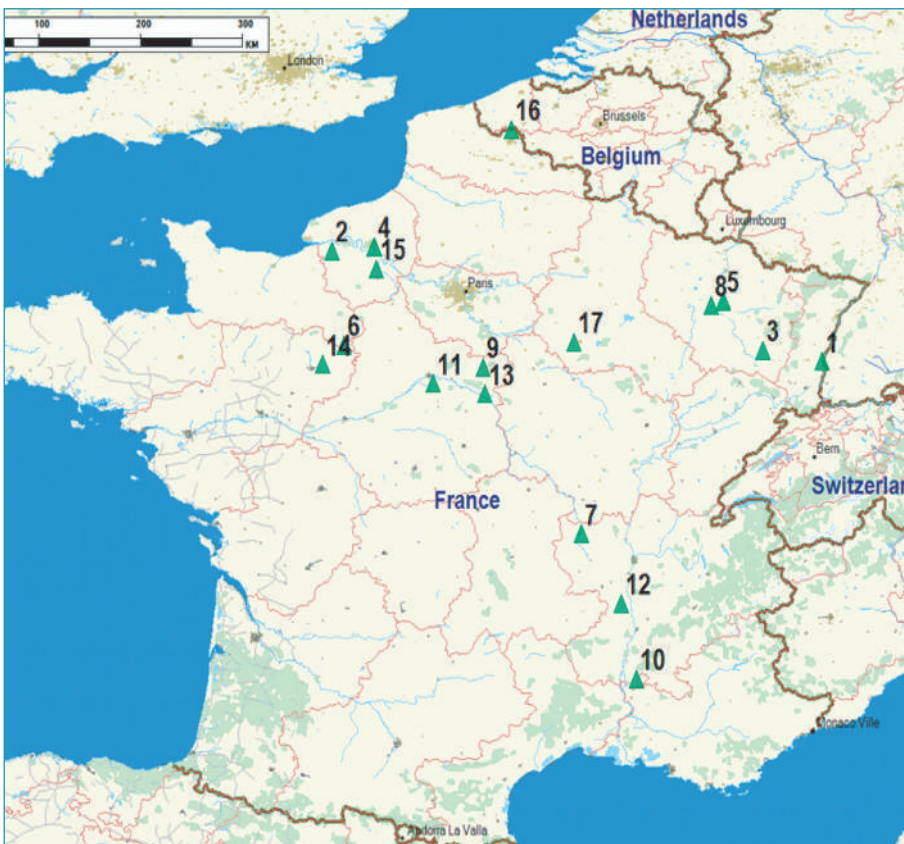 Netherlands
100 200 300
KM
London
16
Brussels
Belgium
Luxembourg
2
4
15
Paris
8
5
17
3
1
6
14
9
11
13
Bern
Switzerlan
France
7
12
10
Monaco Ville
Andorra La Valla